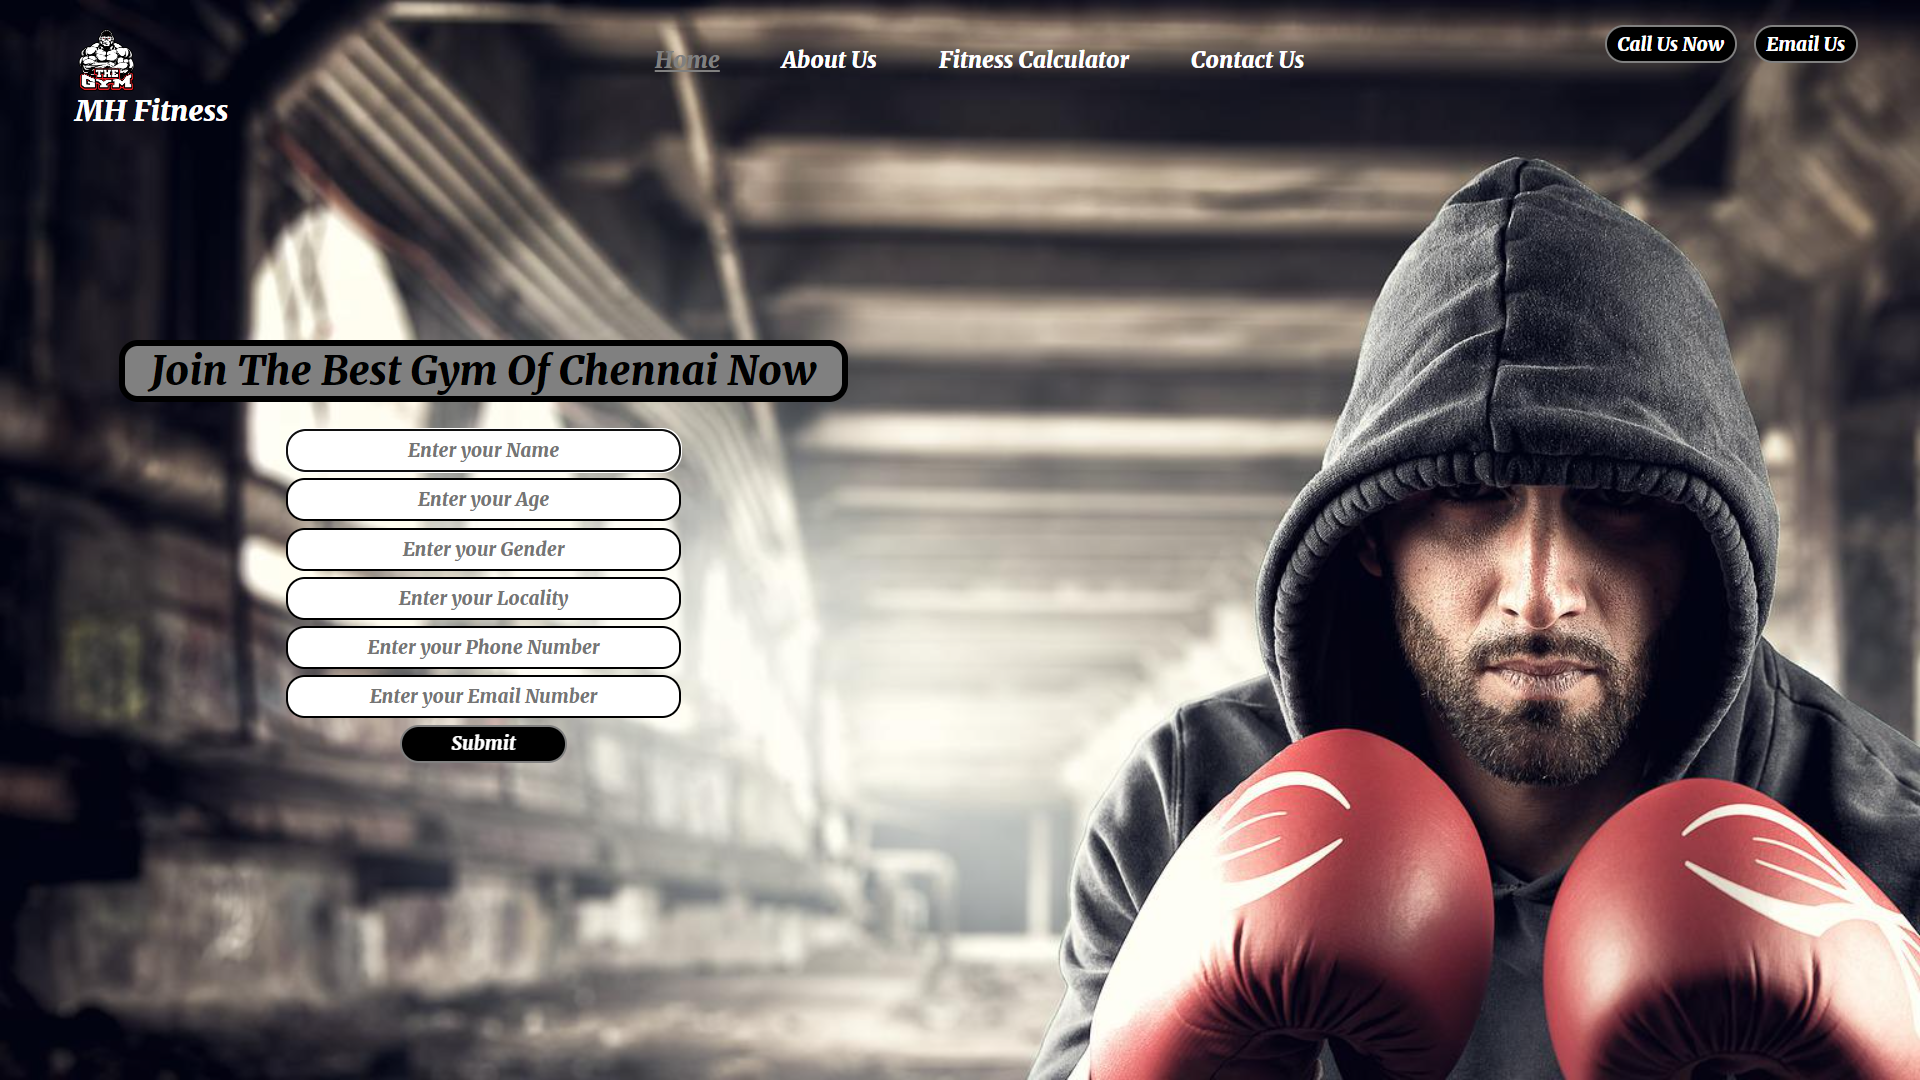 THE
GYM
MH Fitness
Home
About Us
Fitness Calculator
Contact Us
Call Us Now
Email Us
Join The Best Gym Of Chennai Now
Enter your Name
Enter your Age
Enter your Gender
Enter your Locality
Enter your Phone Number
Enter your Email Number
Submit